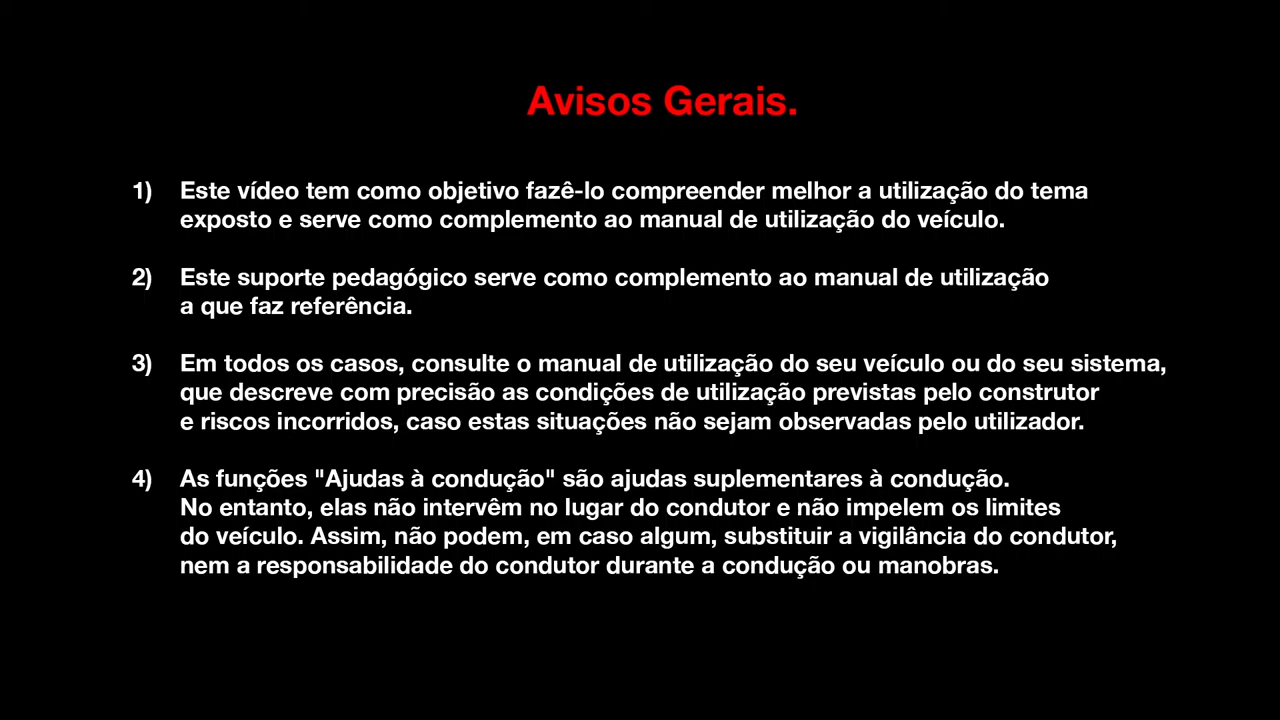 Avisos Gerais.
1) Este vídeo tem como objetivo fazê-lo compreender melhor a utilização do tema
exposto e serve como complemento ao manual de utilização do veículo.
2) Este suporte pedagógico serve como complemento ao manual de utilização
a que faz referência.
3) Em todos os casos, consulte o manual de utilização do seu veículo ou do seu sistema,
que descreve com precisão as condições de utilização previstas pelo construtor
e riscos incorridos, caso estas situações não sejam observadas pelo utilizador.
4) As funções "Ajudas à condução" são ajudas suplementares à condução.
No entanto, elas não intervêm no lugar do condutor e não impelem os limites
do veículo. Assim, não podem, em caso algum, substituir a vigilância do condutor,
nem a responsabilidade do condutor durante a condução ou manobras.